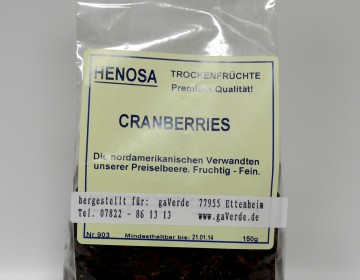 HENOSA TROCKENFRÜCHTE
Premium Qualität!
CRANBERRIES
Die nordamerikanischen Verwandten
unserer Preiselbeere. Fruchtig - Fein.
hergestellt für: gaVerde 77955 Ettenheim
Tel. 07822 - 86 13 13 www.gaVerde.de
Nr 903 Mindesthaltbar bis: 21.01.14 150g